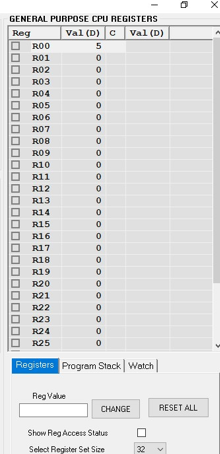 GENERAL PURPOSE CPU REGISTERS
Reg Val(D) C Val(D)
R00 5
R01 0
R02 0
R03 0
R04 0
R05 0
R06 0
R07 0
R08 0
R09 0
R10 0
R11 0
R12 0
R13 0
R14 0
R15 0
R16 0
R17 0
R18 0
R19 0
R20 0
R21 0
R22 0
R23 0
R24 0
R25 0
Registers Program Stack Watch
Reg Value
CHANGE RESET ALL
Show Reg Access Status
Select Register Set Size 32